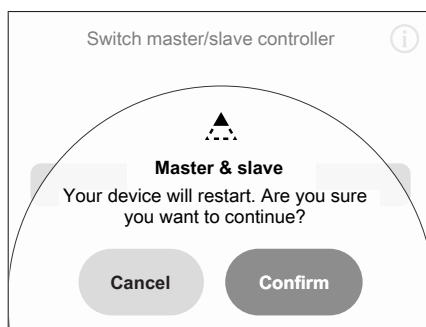 Switch master/slave controller
i
Master & slave
Your device will restart. Are you sure
you want to continue?
Cancel
Confirm